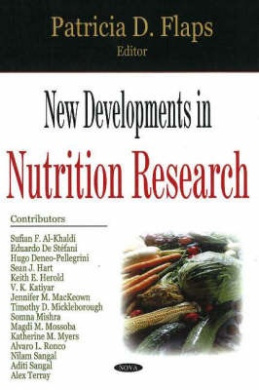 Patricia D. Flaps
Editor
New Developments in
Nutrition Research
Contributors
Sufian F. Al-Khaldi
Eduardo De Stéfani
Hugo Deneo-Pellegrini
Sean J. Hart
Keith E. Herold
V. K. Katiyar
Jennifer M. MacKeown
Timothy D. Mickleborough
Somna Mishra
Magdi M. Mossoba
Katherine M. Myers
Alvaro L. Ronco
Nilam Sangal
Aditi Sangal
Alex Terray
NOVA